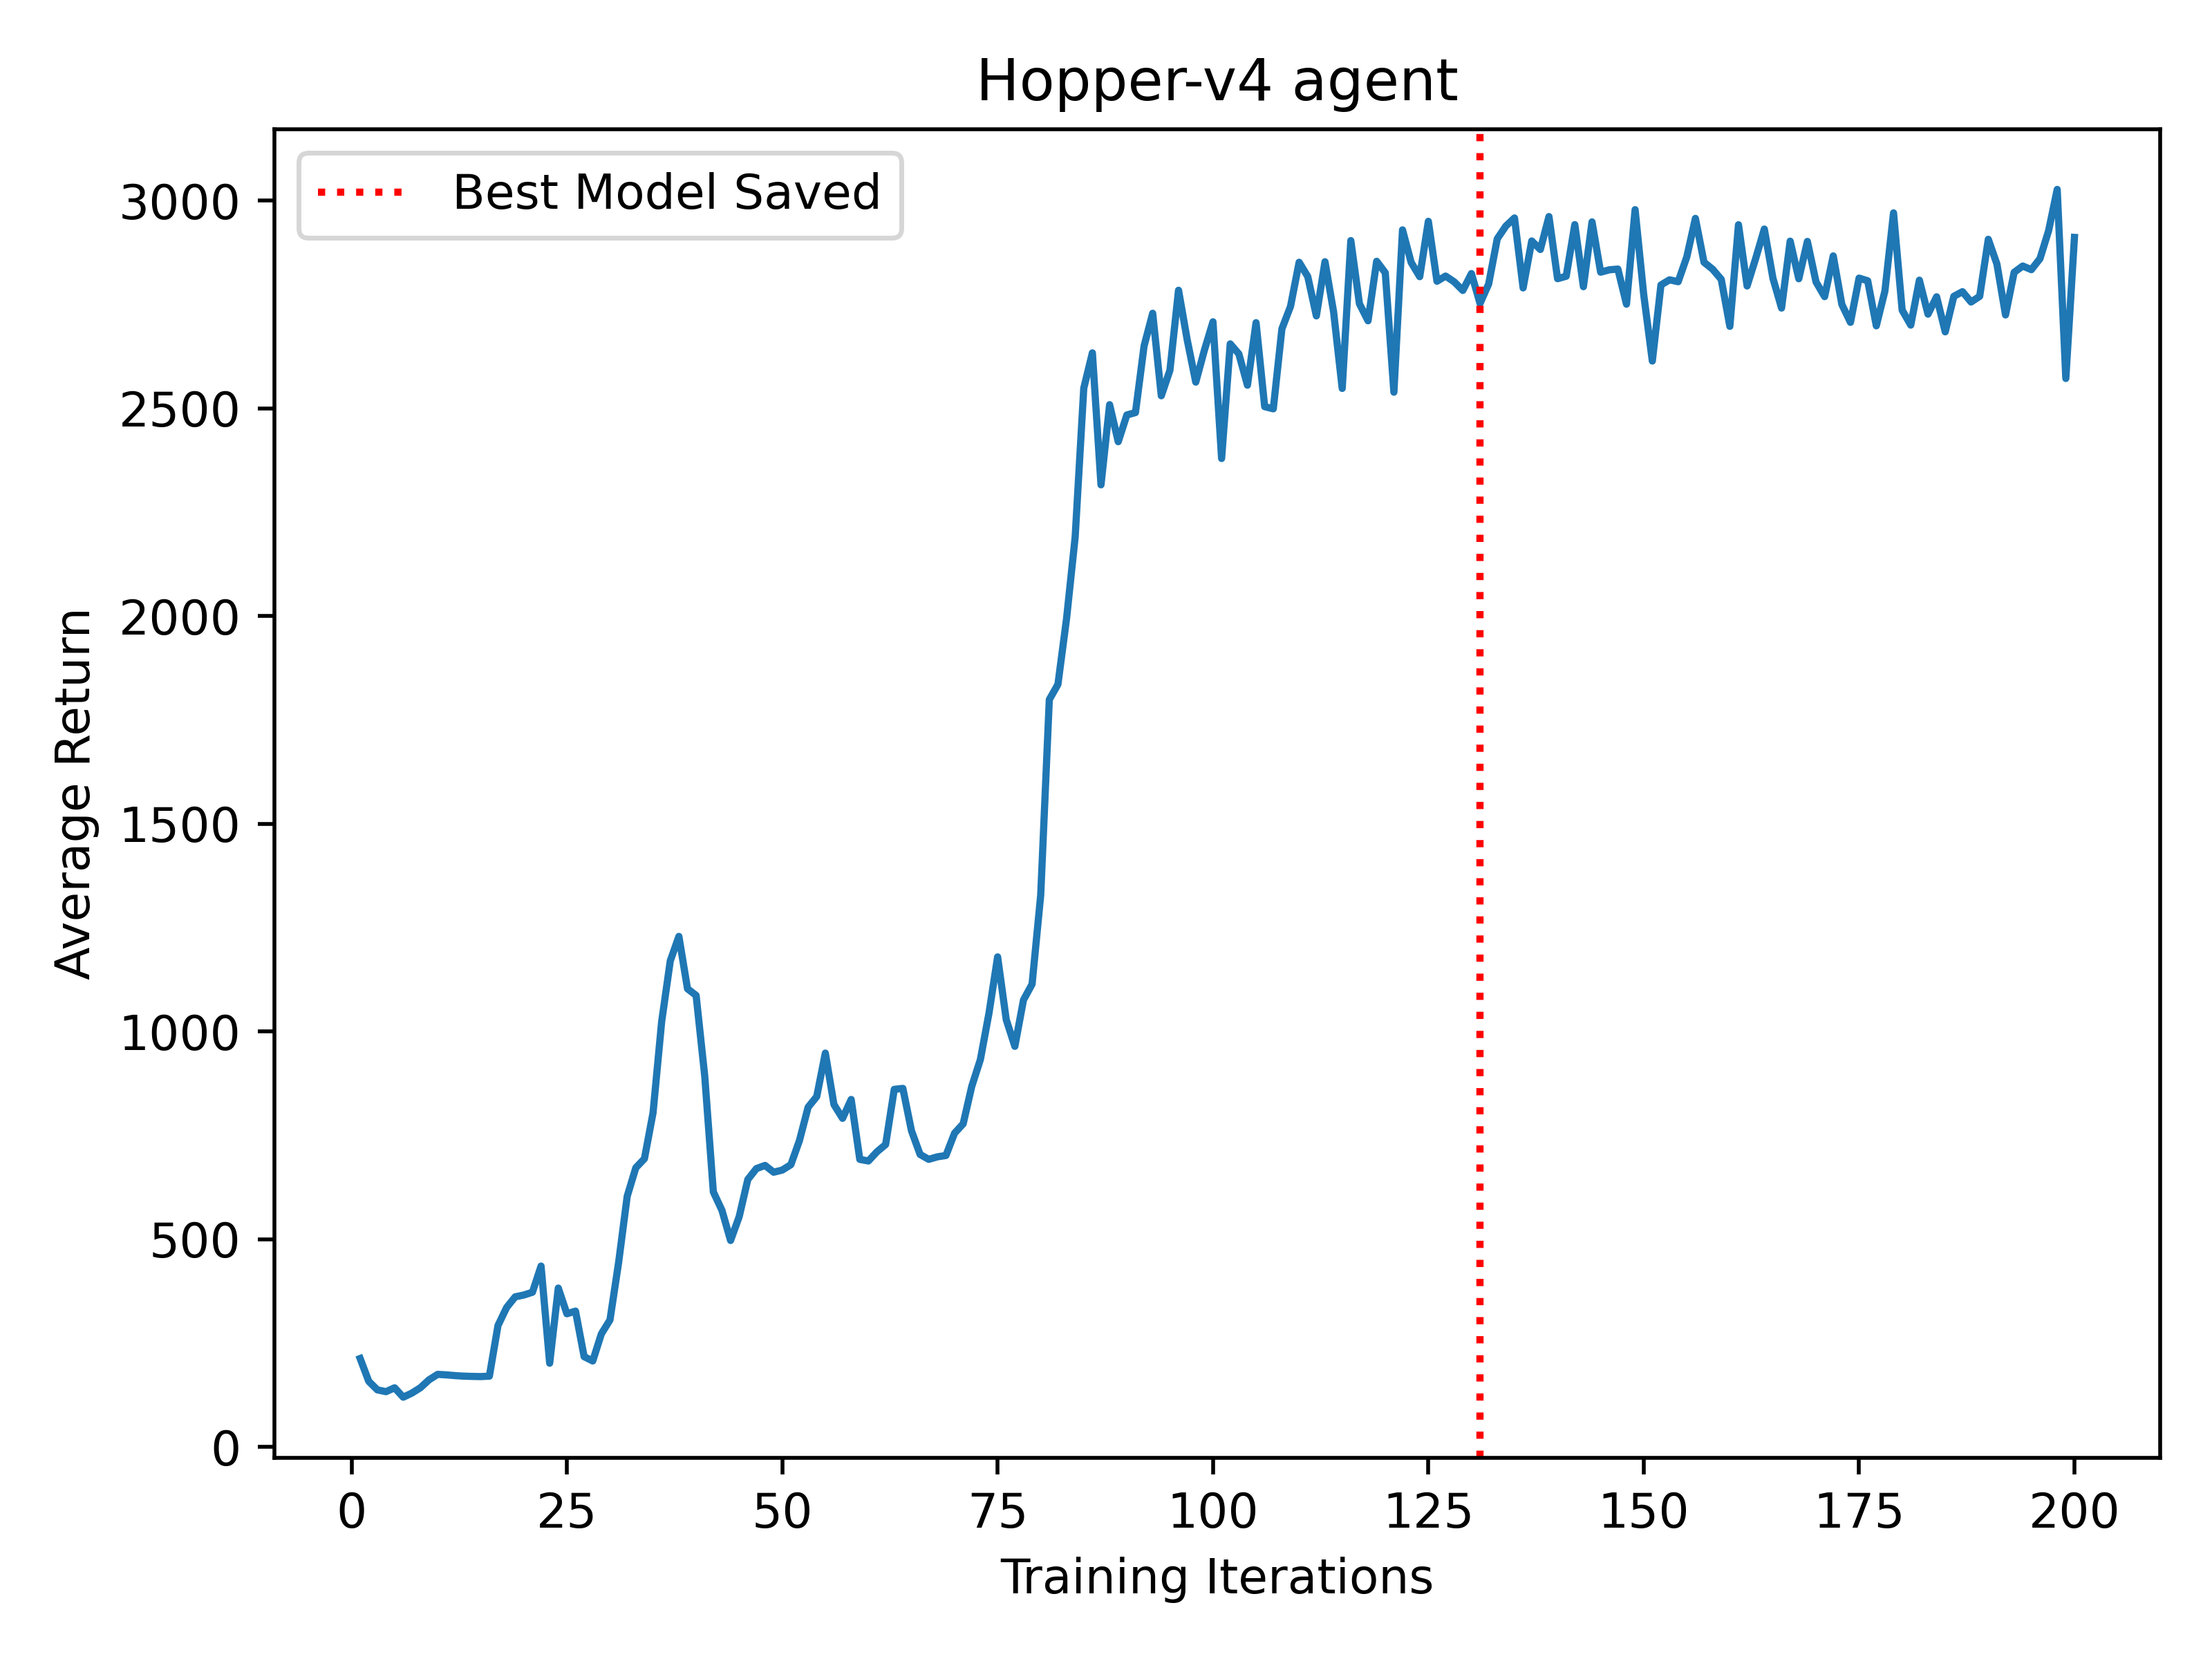 Hopper-v4 agent
Best Model Saved
3000
2500
2000
1500
1000
500
0
Average Return
0 25 50 75 100 125 150 175 200
Training Iterations